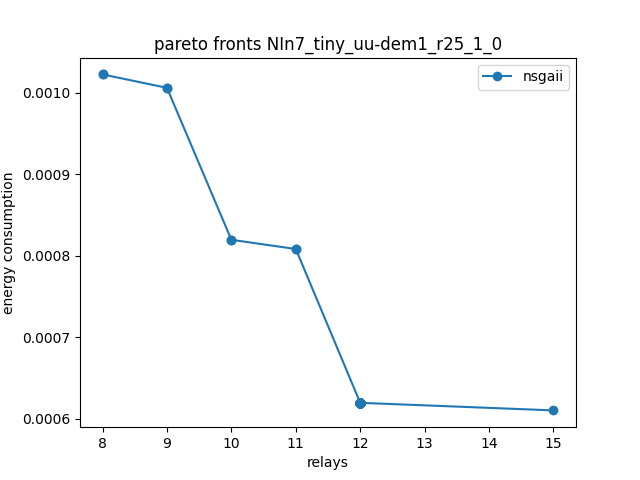 pareto fronts NIn7_tiny_uu-dem1_r25_1_0
nsgaii
0.0010
0.0009
0.0008
0.0007
0.0006
energy consumption
8 9 10 11 12 13 14 15
relays